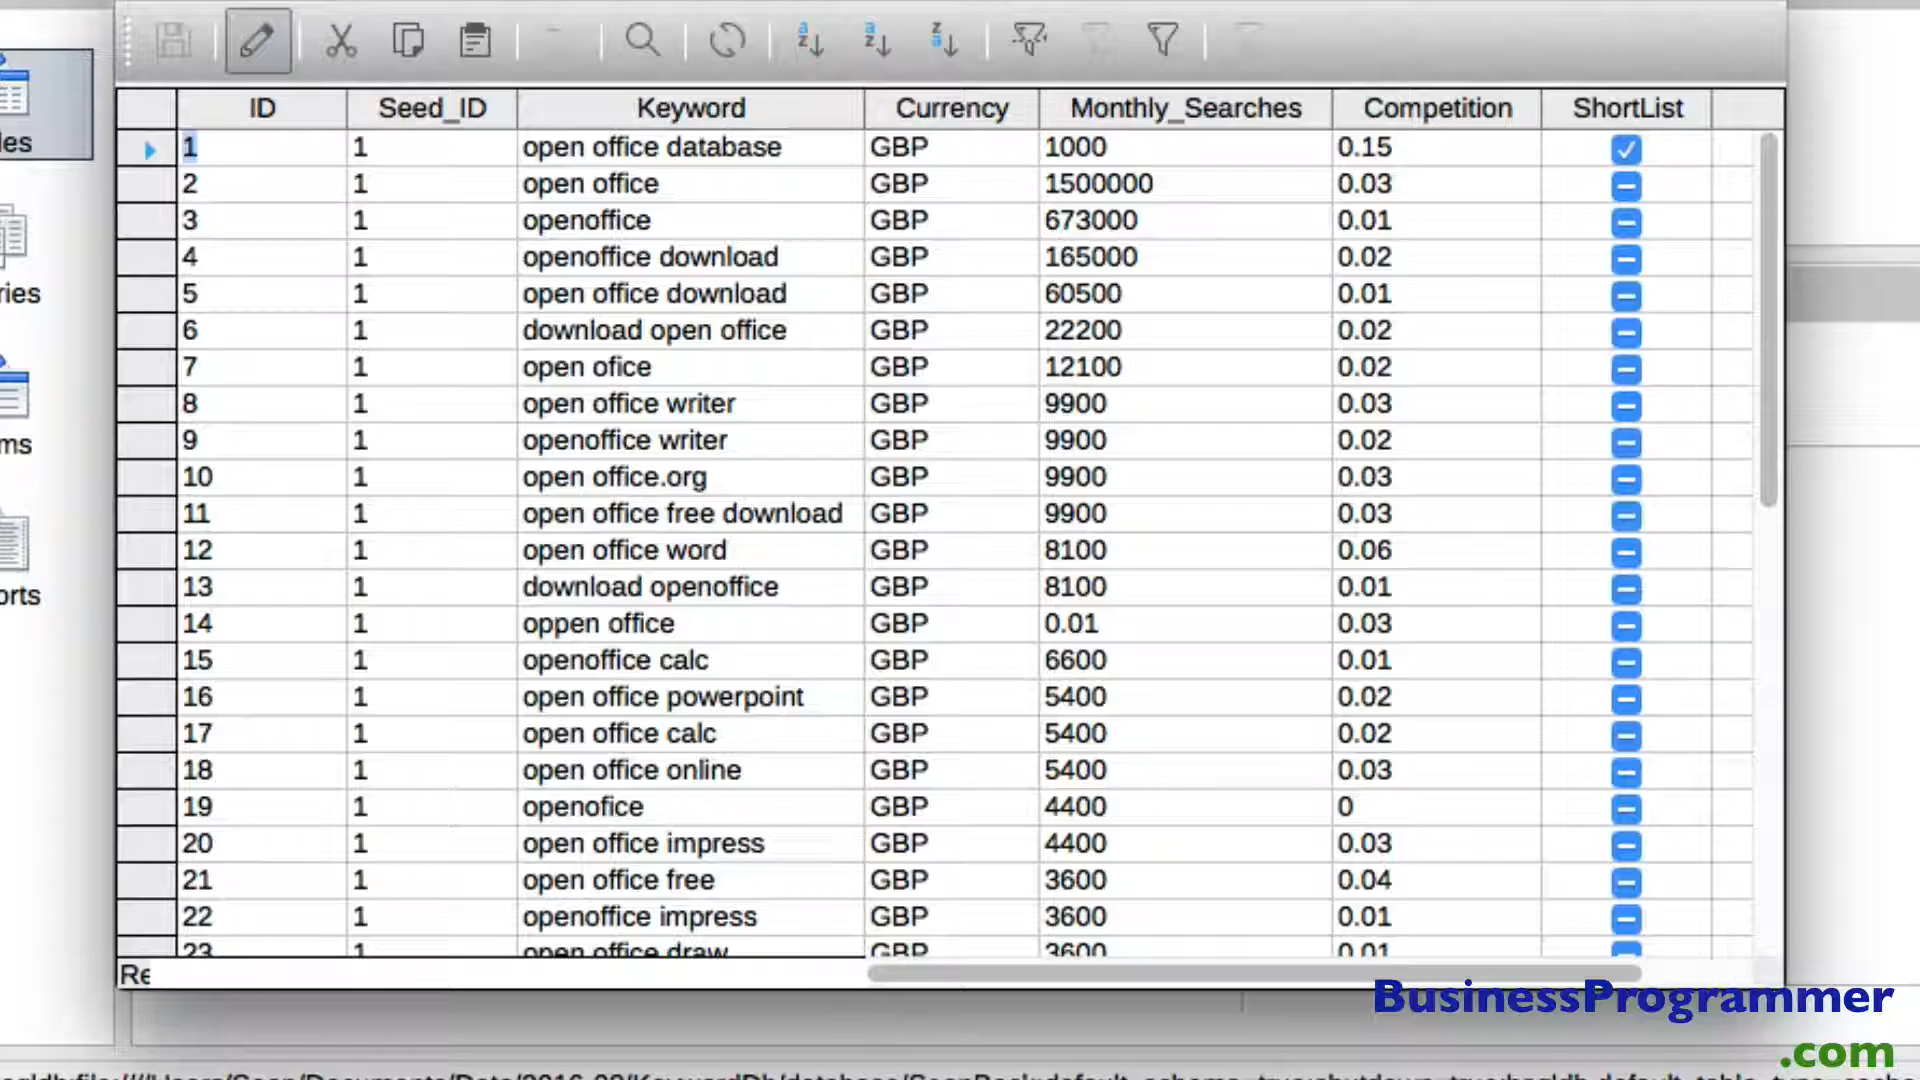 ID Seed_ID Keyword Currency Monthly_Searches Competition ShortList
1 1 open office database GBP 1000 0.15
2 1 open office GBP 1500000 0.03
3 1 openoffice GBP 673000 0.01
4 1 openoffice download GBP 165000 0.02
5 1 open office download GBP 60500 0.01
6 1 download open office GBP 22200 0.02
7 1 open ofice GBP 12100 0.02
8 1 open office writer GBP 9900 0.03
9 1 openoffice writer GBP 9900 0.02
10 1 open office.org GBP 9900 0.03
11 1 open office free download GBP 9900 0.03
12 1 open office word GBP 8100 0.06
13 1 download openoffice GBP 8100 0.01
14 1 oppen office GBP 0.01 0.03
15 1 openoffice calc GBP 6600 0.01
16 1 open office powerpoint GBP 5400 0.02
17 1 open office calc GBP 5400 0.02
18 1 open office online GBP 5400 0.03
19 1 openofice GBP 4400 0
20 1 open office impress GBP 4400 0.03
21 1 open office free GBP 3600 0.04
22 1 openoffice impress GBP 3600 0.01
23 1 open office draw GBP 3600 0.01
Re
les
ries
ms
orts
BusinessProgrammer
.com